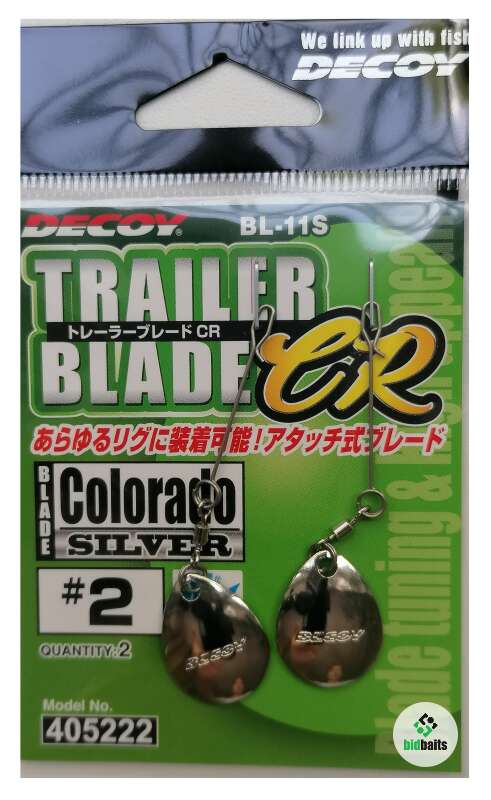 We link up with fish
DECOY
DECOY® BL-11S
TRAILER
トレーラーブレードCR
BLADE CR
あらゆるリグに装着可能!アタッチ式ブレード
BLADE
Colorado
SILVER
#2
QUANTITY:2
Model No.
405222
DECOY
DECOY
Blade tuning &
bidbaits